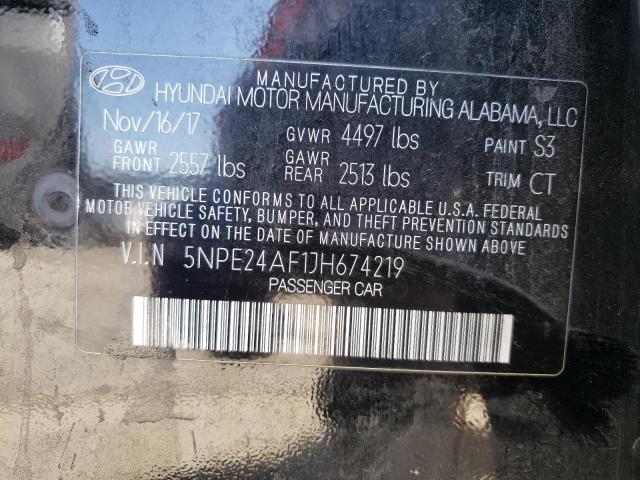 MANUFACTURED BY
HYUNDAI MOTOR MANUFACTURING ALABAMA, LLC
Nov/16/17 GVWR 4497 lbs PAINT S3
GAWR FRONT 2557 lbs GAWR REAR 2513 lbs TRIM CT
THIS VEHICLE CONFORMS TO ALL APPLICABLE U.S.A. FEDERAL
MOTOR VEHICLE SAFETY, BUMPER, AND THEFT PREVENTION STANDARDS
IN EFFECT ON THE DATE OF MANUFACTURE SHOWN ABOVE.
V.I.N 5NPE24AF1JH674219
PASSENGER CAR